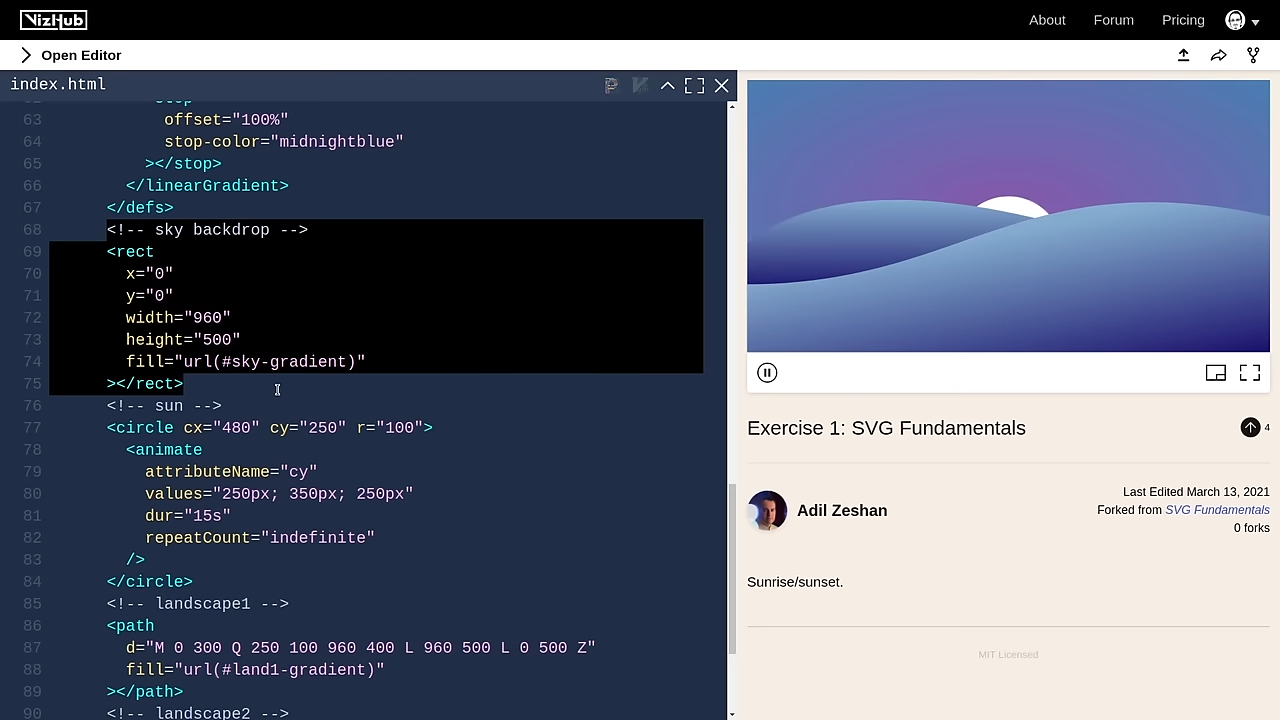 VizHub
About Forum Pricing
Open Editor
index.html
63 offset="100%"
64 stop-color="midnightblue"
65 ></stop>
66 </linearGradient>
67 </defs>
68 <!-- sky backdrop -->
69 <rect
70 x="0"
71 y="0"
72 width="960"
73 height="500"
74 fill="url(#sky-gradient)"
75 ></rect>
76 <!-- sun -->
77 <circle cx="480" cy="250" r="100">
78 <animate
79 attributeName="cy"
80 values="250px; 350px; 250px"
81 dur="15s"
82 repeatCount="indefinite"
83 />
84 </circle>
85 <!-- landscape1 -->
86 <path
87 d="M 0 300 Q 250 100 960 400 L 960 500 L 0 500 Z"
88 fill="url(#land1-gradient)"
89 ></path>
90 <!-- landscape2 -->
Exercise 1: SVG Fundamentals
4
Adil Zeshan
Last Edited March 13, 2021
Forked from SVG Fundamentals
0 forks
Sunrise/sunset.
MIT Licensed